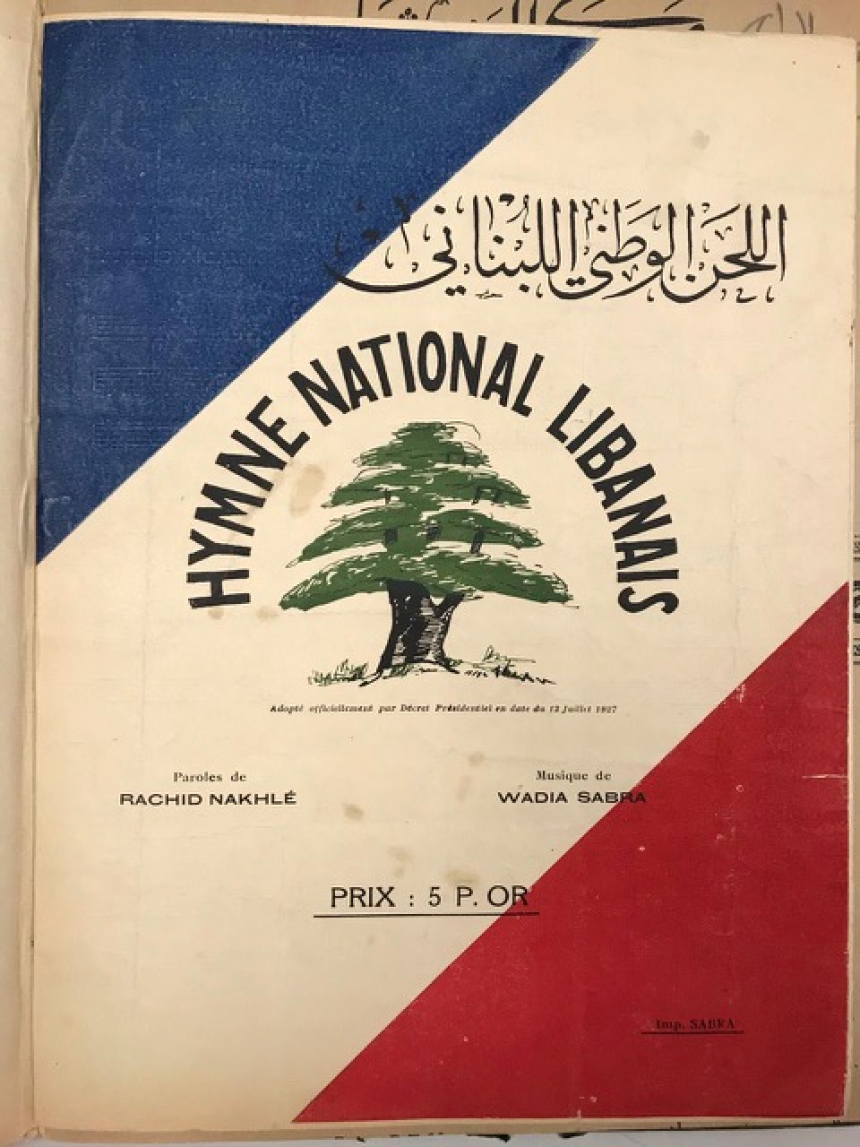 اللحن الوطني اللبناني
HYMNE NATIONAL LIBANAIS
Adopté officiellement par Décret Présidentiel en date du 12 Juillet 1927
Paroles de
RACHID NAKHLÉ
Musique de
WADIA SABRA
PRIX : 5 P. OR
Imp. SABRA